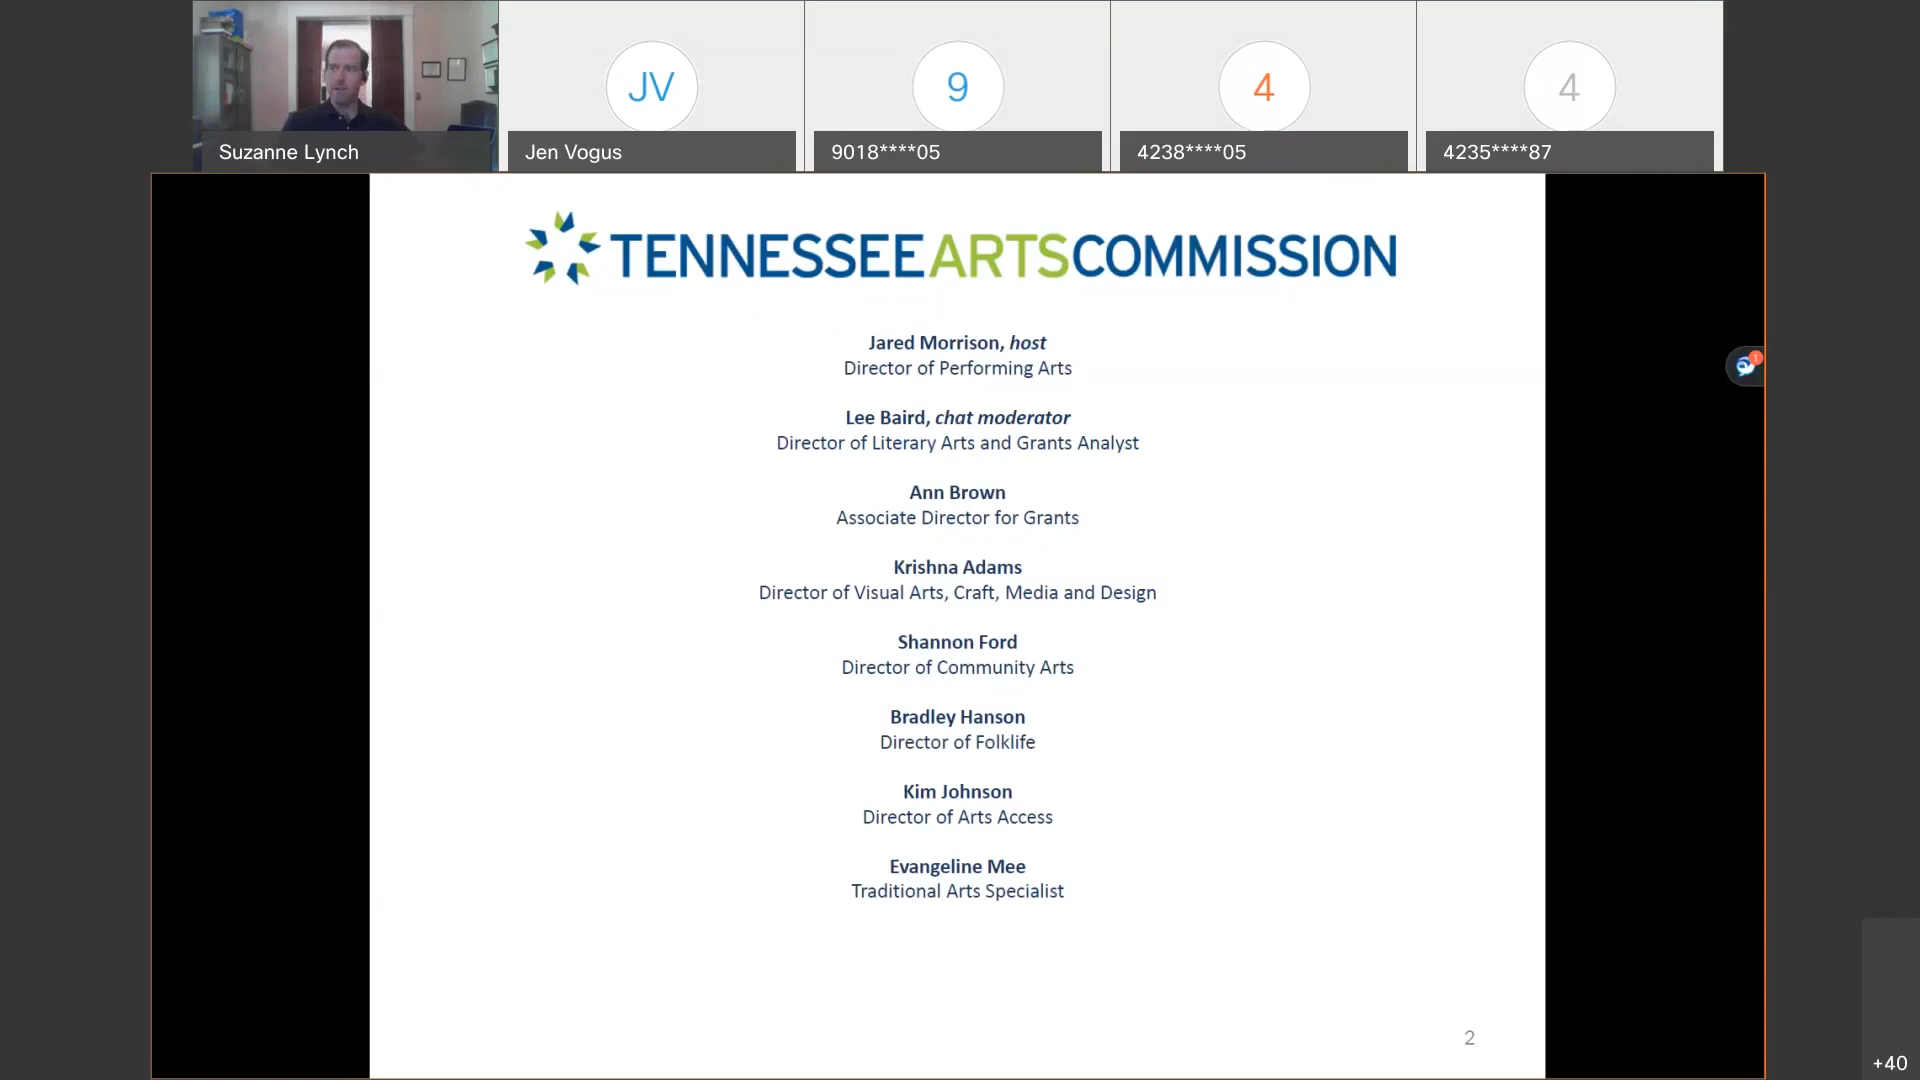 JV
9
4
4
Suzanne Lynch
Jen Vogus
9018****05
4238****05
4235****87
TENNESSEEARTSCOMMISSION
Jared Morrison, host
Director of Performing Arts
Lee Baird, chat moderator
Director of Literary Arts and Grants Analyst
Ann Brown
Associate Director for Grants
Krishna Adams
Director of Visual Arts, Craft, Media and Design
Shannon Ford
Director of Community Arts
Bradley Hanson
Director of Folklife
Kim Johnson
Director of Arts Access
Evangeline Mee
Traditional Arts Specialist
1
2
+40